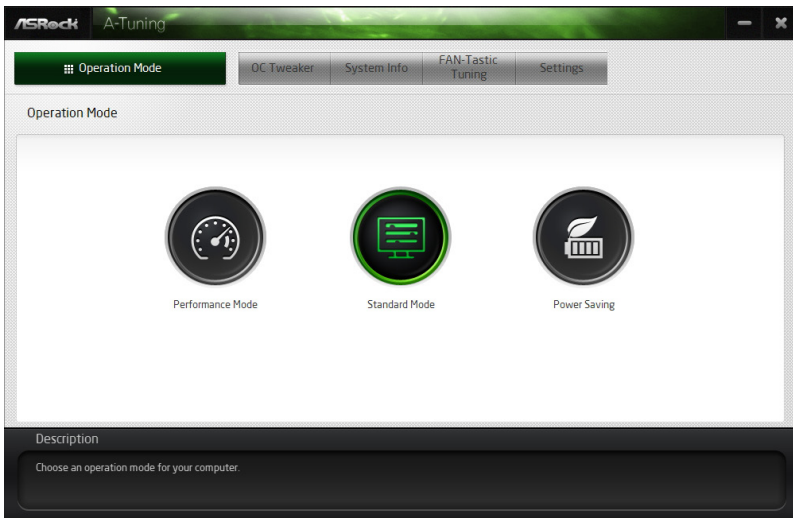 ASRock A-Tuning
Operation Mode
OC Tweaker
System Info
FAN-Tastic
Tuning
Settings
Operation Mode
Performance Mode
Standard Mode
Power Saving
Description
Choose an operation mode for your computer.